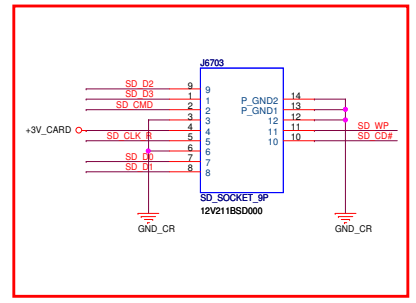 J6703
SD_D2 9 9
SD_D3 1 1 P_GND2 14
SD_CMD 2 2 P_GND1 13
3 3 12 12
+3V_CARD 4 4 11 11 SD_WP
SD_CLK_R 5 5 10 10 SD_CD#
6 6
SD_D0 7 7
SD_D1 8 8
SD_SOCKET_9P
12V211BSD000
GND_CR GND_CR